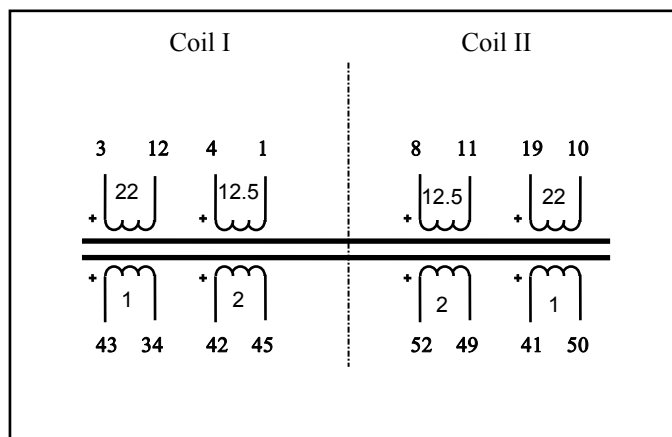 Coil I Coil II
3 12 4 1 8 11 19 10
22 12.5 12.5 22
+ + + +
+ + + +
1 2 2 1
43 34 42 45 52 49 41 50